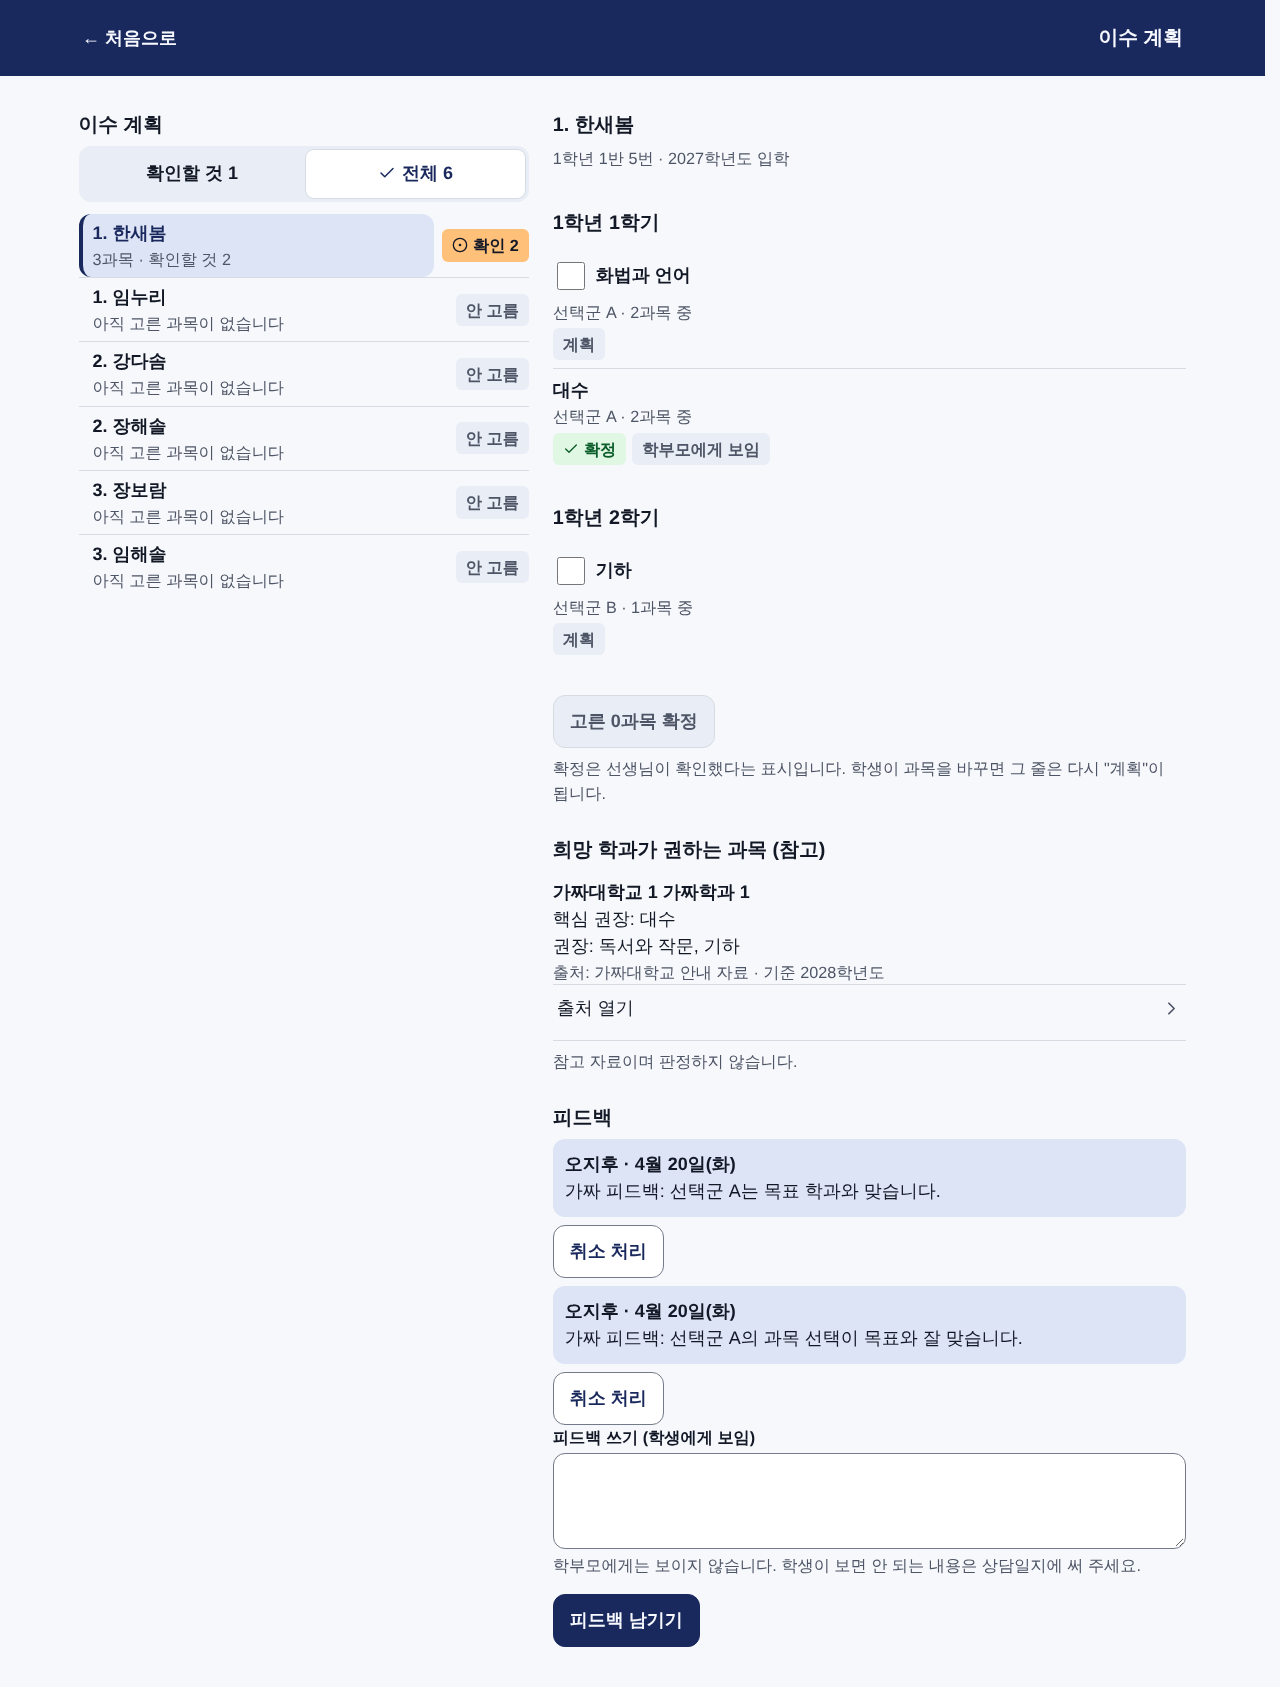 ← 처음으로
이수 계획
이수 계획
확인할 것 1
전체 6
1. 한새봄
3과목 · 확인할 것 2
확인 2
1. 임누리
아직 고른 과목이 없습니다
안 고름
2. 강다솜
아직 고른 과목이 없습니다
안 고름
2. 장해솔
아직 고른 과목이 없습니다
안 고름
3. 장보람
아직 고른 과목이 없습니다
안 고름
3. 임해솔
아직 고른 과목이 없습니다
안 고름
1. 한새봄
1학년 1반 5번 · 2027학년도 입학
1학년 1학기
화법과 언어
선택군 A · 2과목 중
계획
대수
선택군 A · 2과목 중
확정
학부모에게 보임
1학년 2학기
기하
선택군 B · 1과목 중
계획
고른 0과목 확정
확정은 선생님이 확인했다는 표시입니다. 학생이 과목을 바꾸면 그 줄은 다시 "계획"이
됩니다.
희망 학과가 권하는 과목 (참고)
가짜대학교 1 가짜학과 1
핵심 권장: 대수
권장: 독서와 작문, 기하
출처: 가짜대학교 안내 자료 · 기준 2028학년도
출처 열기
참고 자료이며 판정하지 않습니다.
피드백
오지후 · 4월 20일(화)
가짜 피드백: 선택군 A는 목표 학과와 맞습니다.
취소 처리
오지후 · 4월 20일(화)
가짜 피드백: 선택군 A의 과목 선택이 목표와 잘 맞습니다.
취소 처리
피드백 쓰기 (학생에게 보임)
학부모에게는 보이지 않습니다. 학생이 보면 안 되는 내용은 상담일지에 써 주세요.
피드백 남기기